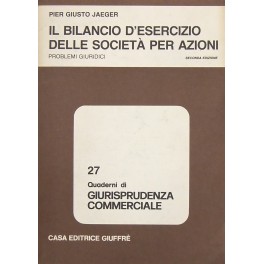 PIER GIUSTO JAEGER
IL BILANCIO D'ESERCIZIO
DELLE SOCIETÀ PER AZIONI
PROBLEMI GIURIDICI
SECONDA EDIZIONE
27
Quaderni di
GIURISPRUDENZA
COMMERCIALE
CASA EDITRICE GIUFFRÈ